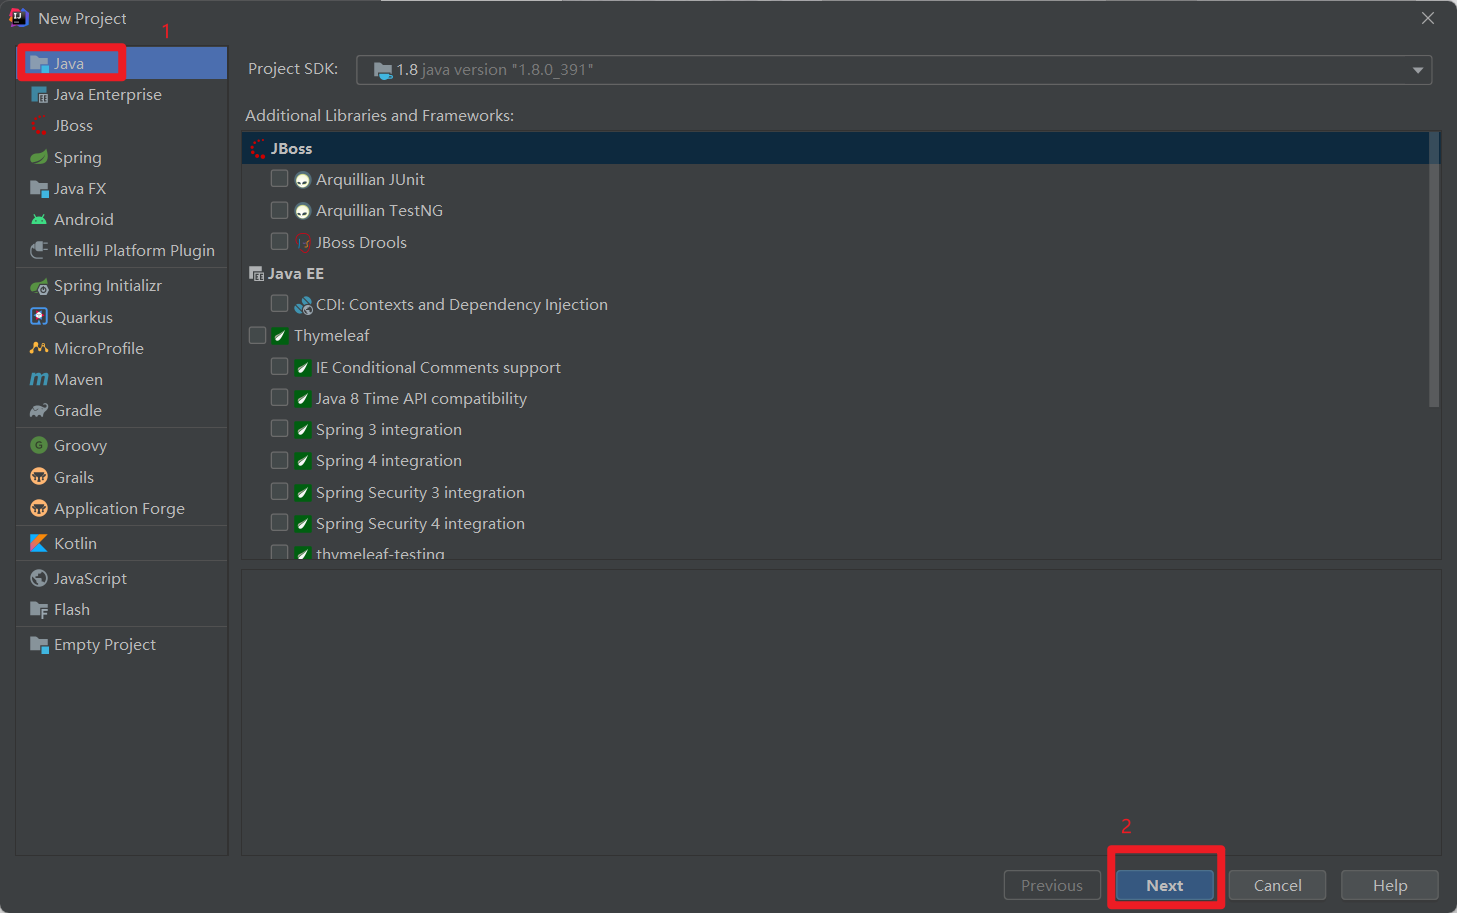 New Project
1
Java
Java Enterprise
JBoss
Spring
Java FX
Android
IntelliJ Platform Plugin
Spring Initializr
Quarkus
MicroProfile
Maven
Gradle
Groovy
Grails
Application Forge
Kotlin
JavaScript
Flash
Empty Project
Project SDK: 1.8 java version "1.8.0_391"
Additional Libraries and Frameworks:
JBoss
Arquillian JUnit
Arquillian TestNG
JBoss Drools
Java EE
CDI: Contexts and Dependency Injection
Thymeleaf
IE Conditional Comments support
Java 8 Time API compatibility
Spring 3 integration
Spring 4 integration
Spring Security 3 integration
Spring Security 4 integration
thymeleaf-testing
2
Previous Next Cancel Help